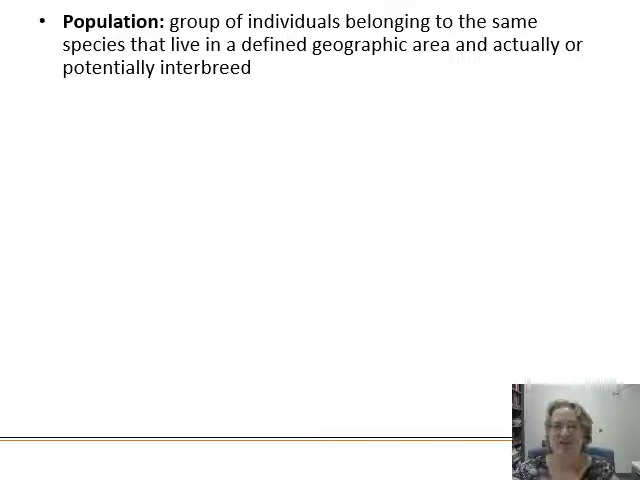 • Population: group of individuals belonging to the same
species that live in a defined geographic area and actually or
potentially interbreed